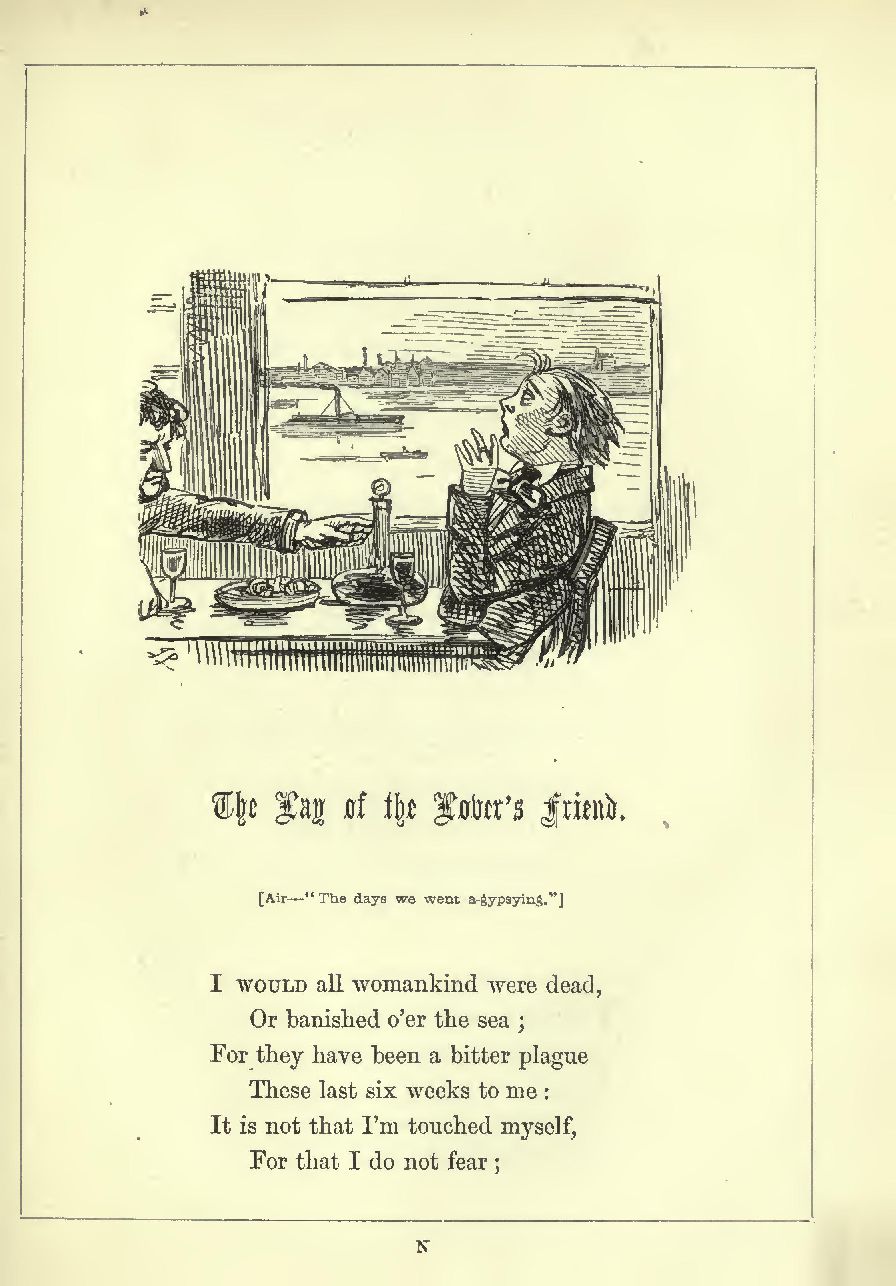 The Lay of the Lover's Friend.
[Air—"The days we went a-gypsying."]
I WOULD all womankind were dead,
Or banished o'er the sea ;
For they have been a bitter plague
These last six weeks to me :
It is not that I'm touched myself,
For that I do not fear ;
N